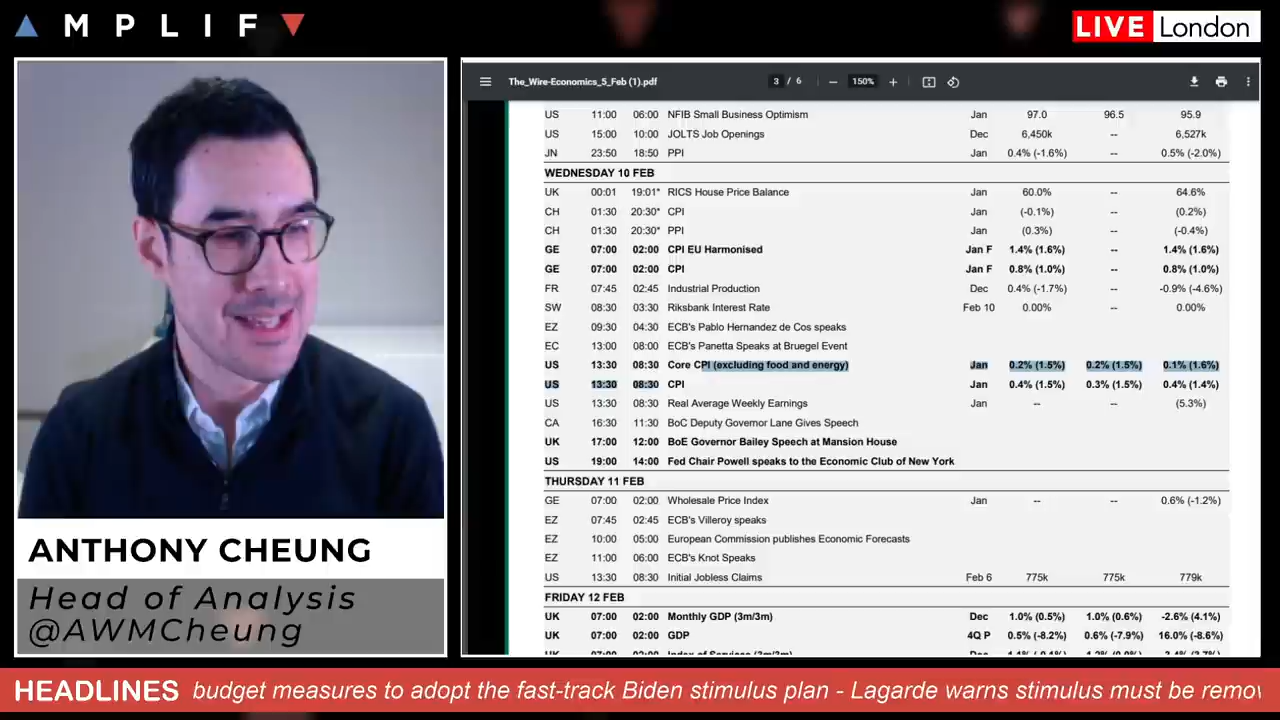 AMPLIFY
LIVE London
The_Wire-Economics_5_Feb (1).pdf 3 / 6 150%
US 11:00 06:00 NFIB Small Business Optimism Jan 97.0 96.5 95.9
US 15:00 10:00 JOLTS Job Openings Dec 6,450k -- 6,527k
JN 23:50 18:50 PPI Jan 0.4% (-1.6%) -- 0.5% (-2.0%)
WEDNESDAY 10 FEB
UK 00:01 19:01* RICS House Price Balance Jan 60.0% -- 64.6%
CH 01:30 20:30* CPI Jan (-0.1%) -- (0.2%)
CH 01:30 20:30* PPI Jan (0.3%) -- (-0.4%)
GE 07:00 02:00 CPI EU Harmonised Jan F 1.4% (1.6%) -- 1.4% (1.6%)
GE 07:00 02:00 CPI Jan F 0.8% (1.0%) -- 0.8% (1.0%)
FR 07:45 02:45 Industrial Production Dec 0.4% (-1.7%) -- -0.9% (-4.6%)
SW 08:30 03:30 Riksbank Interest Rate Feb 10 0.00% -- 0.00%
EZ 09:30 04:30 ECB's Pablo Hernandez de Cos speaks
EC 13:00 08:00 ECB's Panetta Speaks at Bruegel Event
US 13:30 08:30 Core CPI (excluding food and energy) Jan 0.2% (1.5%) 0.2% (1.5%) 0.1% (1.6%)
US 13:30 08:30 CPI Jan 0.4% (1.5%) 0.3% (1.5%) 0.4% (1.4%)
US 13:30 08:30 Real Average Weekly Earnings Jan -- -- (5.3%)
CA 16:30 11:30 BoC Deputy Governor Lane Gives Speech
UK 17:00 12:00 BoE Governor Bailey Speech at Mansion House
US 19:00 14:00 Fed Chair Powell speaks to the Economic Club of New York
THURSDAY 11 FEB
GE 07:00 02:00 Wholesale Price Index Jan -- -- 0.6% (-1.2%)
EZ 07:45 02:45 ECB's Villeroy speaks
EZ 10:00 05:00 European Commission publishes Economic Forecasts
EZ 11:00 06:00 ECB's Knot Speaks
US 13:30 08:30 Initial Jobless Claims Feb 6 775k 775k 779k
FRIDAY 12 FEB
UK 07:00 02:00 Monthly GDP (3m/3m) Dec 1.0% (0.5%) 1.0% (0.6%) -2.6% (4.1%)
UK 07:00 02:00 GDP 4Q P 0.5% (-8.2%) 0.6% (-7.9%) 16.0% (-8.6%)
UK 07:00 02:00 Index of Services (3m/3m) Dec
ANTHONY CHEUNG
Head of Analysis
@AWMCheung
HEADLINES budget measures to adopt the fast-track Biden stimulus plan - Lagarde warns stimulus must be remov